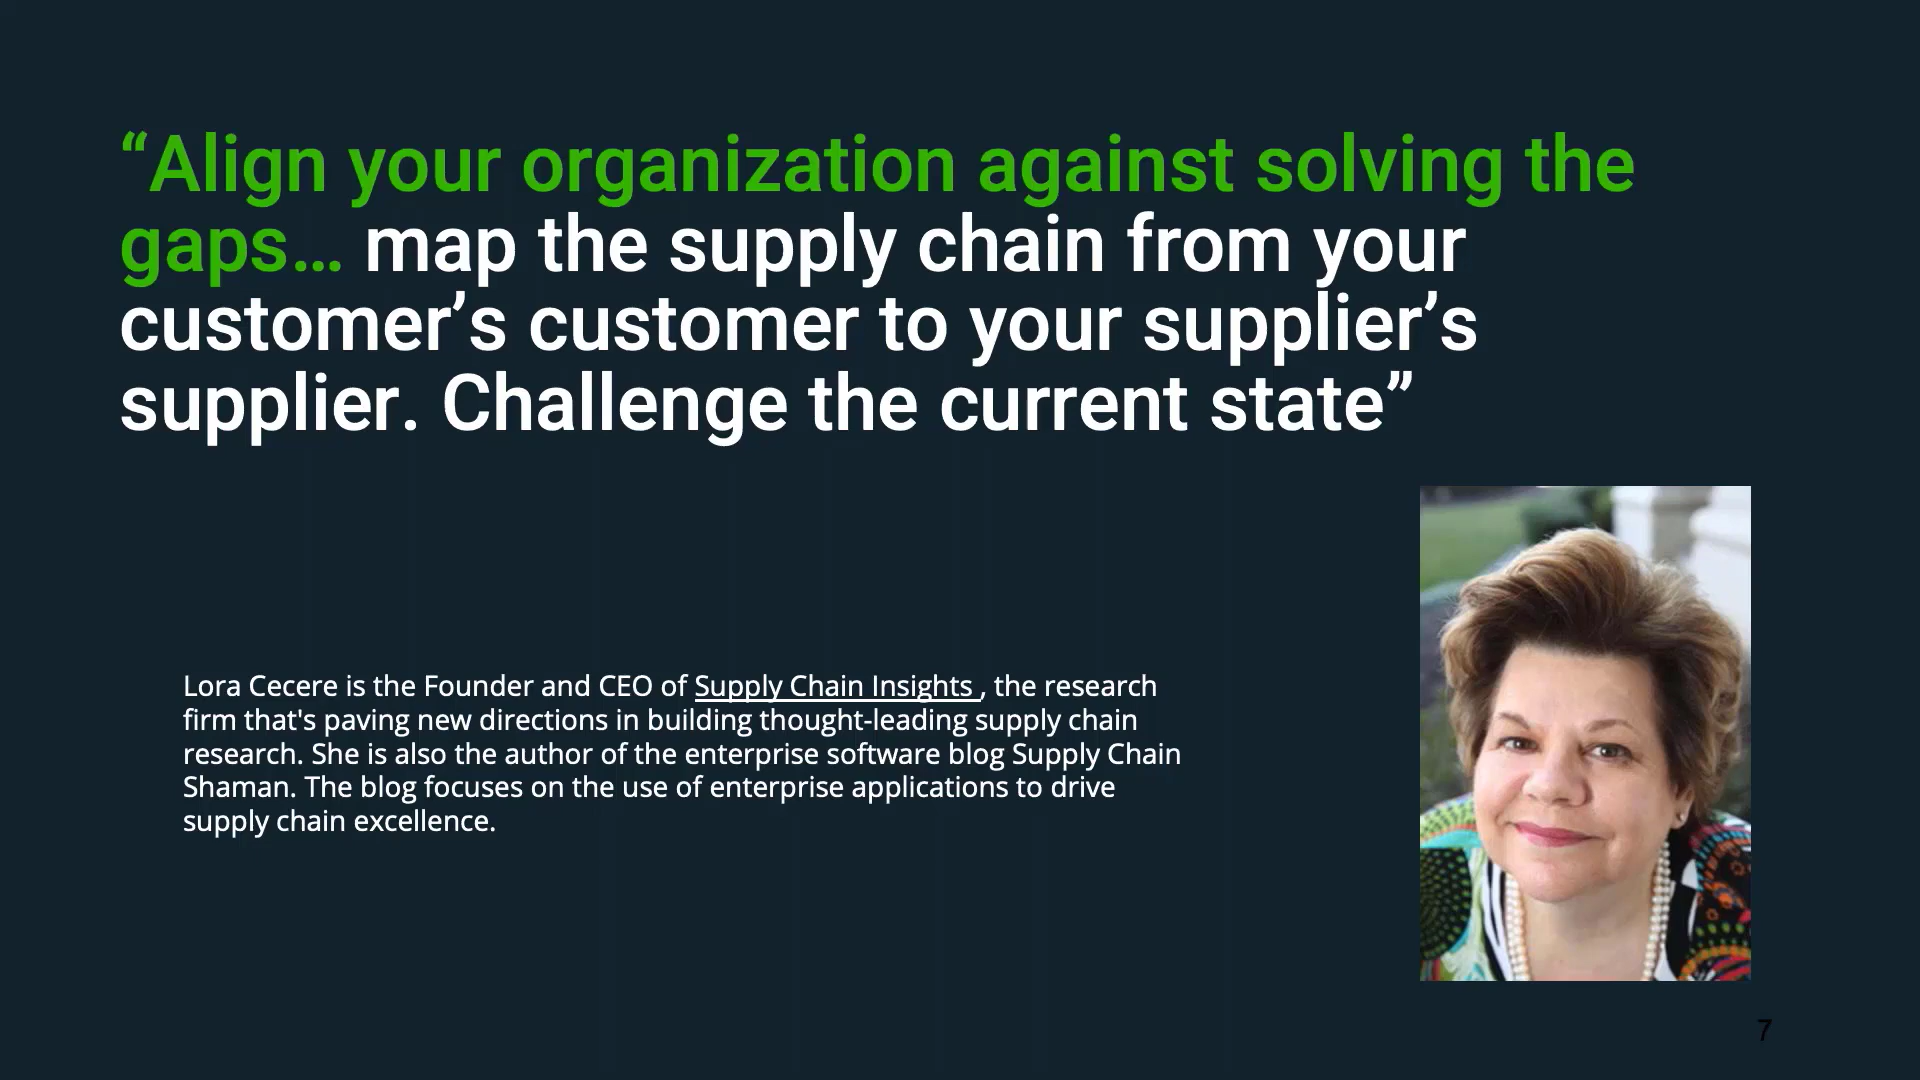 “Align your organization against solving the
gaps… map the supply chain from your
customer’s customer to your supplier’s
supplier. Challenge the current state”
Lora Cecere is the Founder and CEO of Supply Chain Insights , the research
firm that's paving new directions in building thought-leading supply chain
research. She is also the author of the enterprise software blog Supply Chain
Shaman. The blog focuses on the use of enterprise applications to drive
supply chain excellence.
7